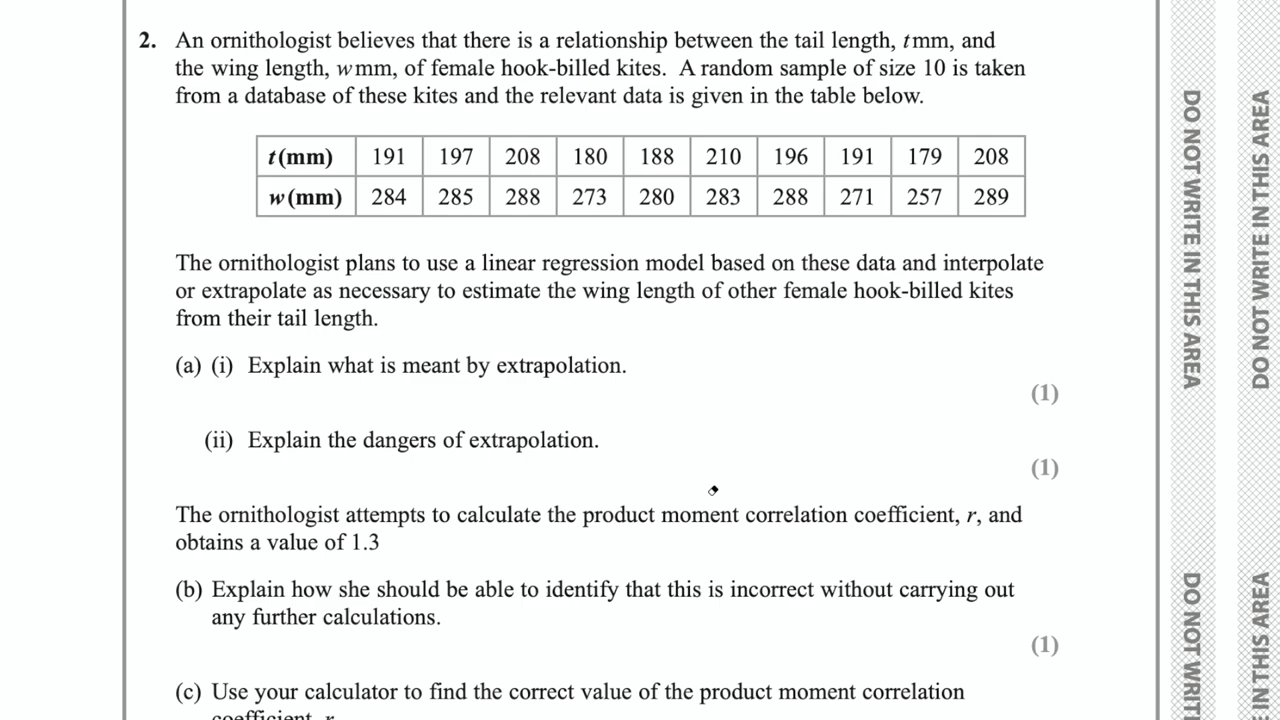 2. An ornithologist believes that there is a relationship between the tail length, t mm, and
the wing length, w mm, of female hook-billed kites. A random sample of size 10 is taken
from a database of these kites and the relevant data is given in the table below.
t (mm) 191 197 208 180 188 210 196 191 179 208
w (mm) 284 285 288 273 280 283 288 271 257 289
The ornithologist plans to use a linear regression model based on these data and interpolate
or extrapolate as necessary to estimate the wing length of other female hook-billed kites
from their tail length.
(a) (i) Explain what is meant by extrapolation.
(1)
(ii) Explain the dangers of extrapolation.
(1)
The ornithologist attempts to calculate the product moment correlation coefficient, r, and
obtains a value of 1.3
(b) Explain how she should be able to identify that this is incorrect without carrying out
any further calculations.
(1)
(c) Use your calculator to find the correct value of the product moment correlation
coefficient, r
DO NOT WRITE IN THIS AREA
DO NOT WRIT
DO NOT WRITE IN THIS AREA
IN THIS AREA